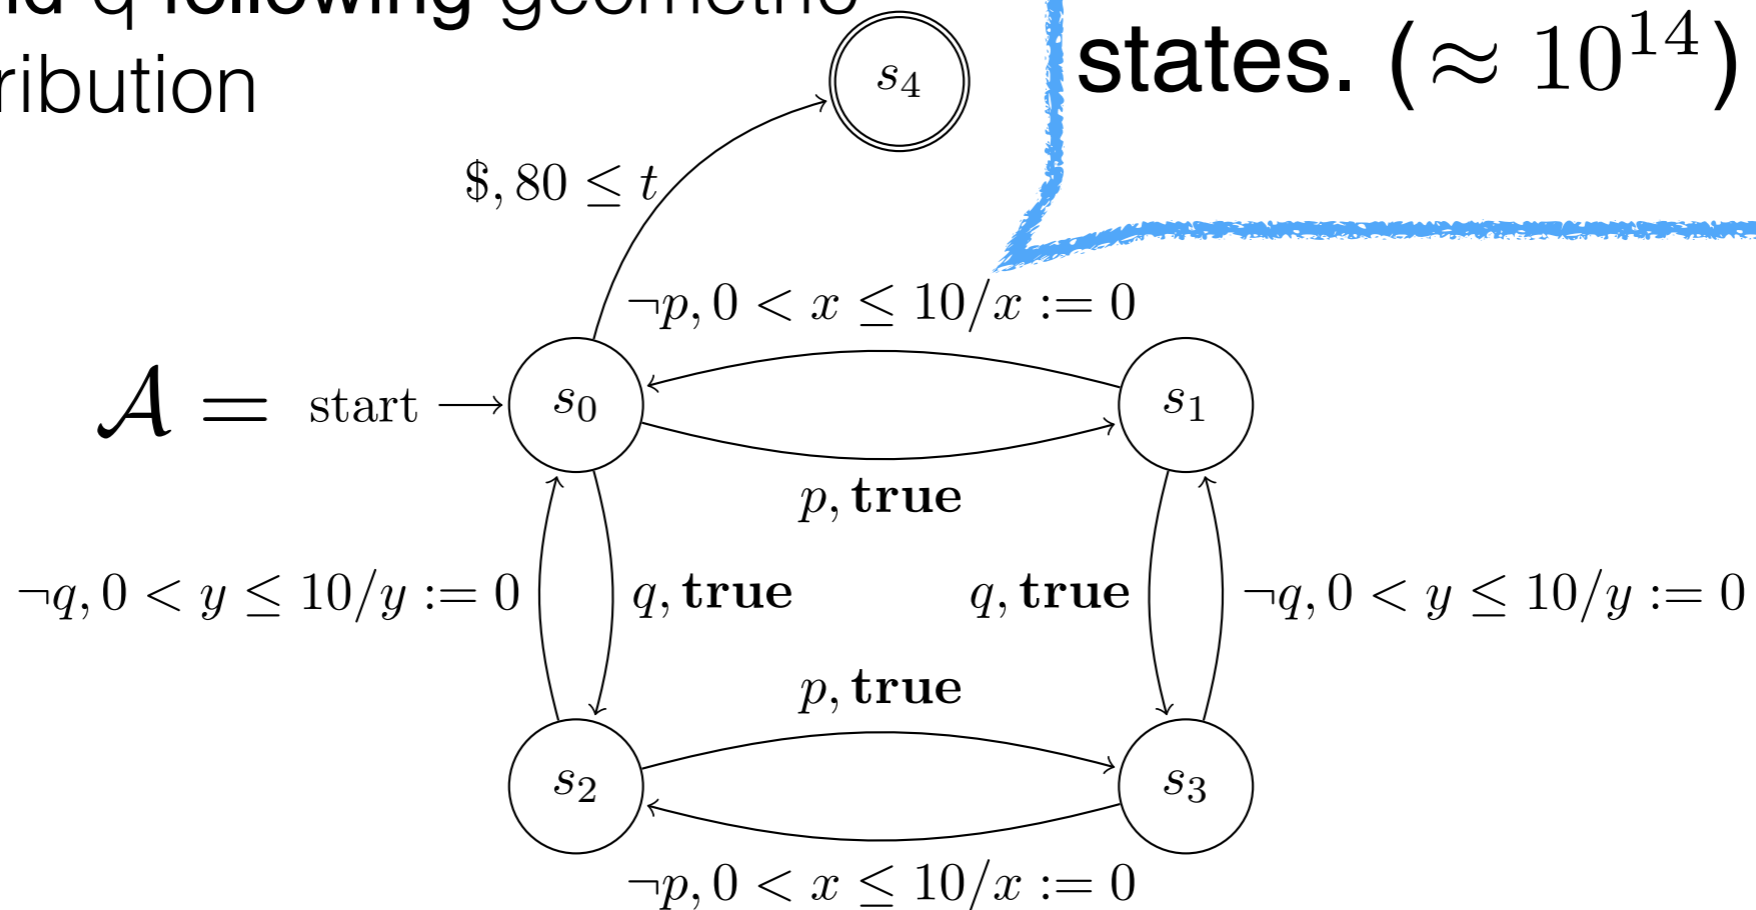 q following
states. (≈ 10^14)
s4
$, 80 ≤ t
¬p, 0 < x ≤ 10/x := 0
𝒜 = start
s0
s1
p, true
¬q, 0 < y ≤ 10/y := 0
q, true
q, true
¬q, 0 < y ≤ 10/y := 0
p, true
s2
s3
¬p, 0 < x ≤ 10/x := 0